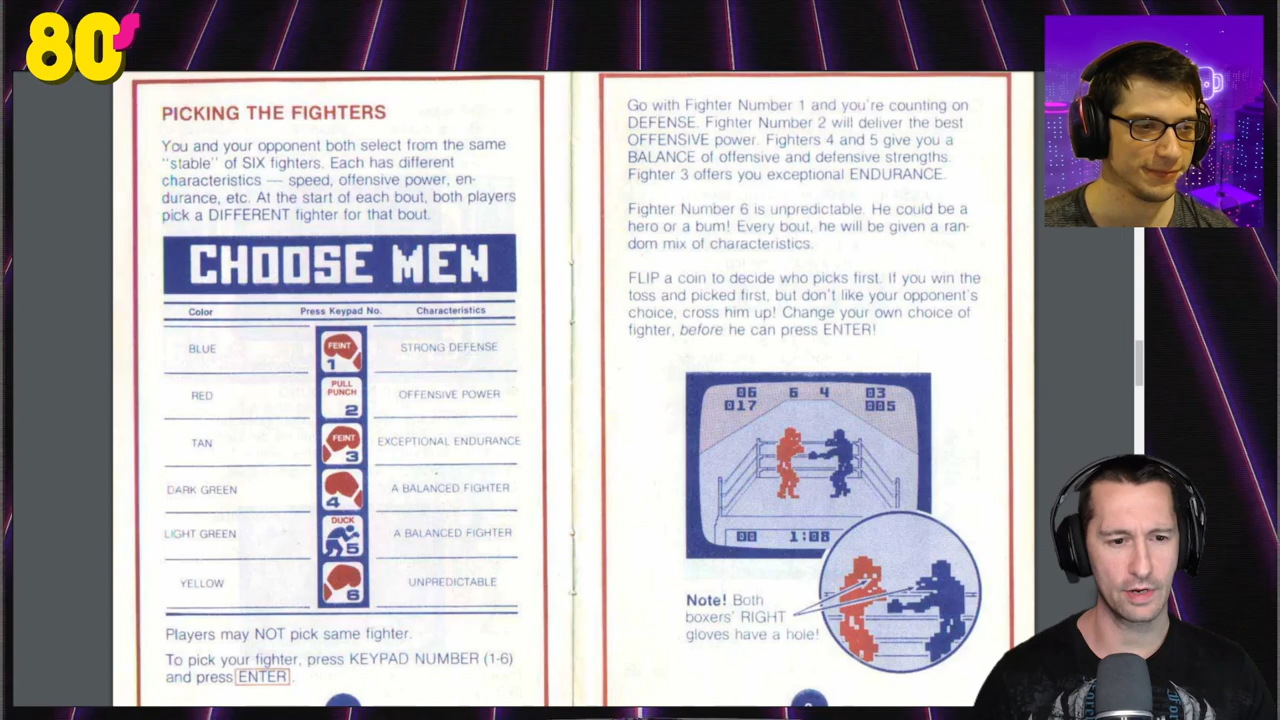 80s
PICKING THE FIGHTERS
You and your opponent both select from the same
"stable" of SIX fighters. Each has different
characteristics — speed, offensive power, en-
durance, etc. At the start of each bout, both players
pick a DIFFERENT fighter for that bout.
CHOOSE MEN
Color Press Keypad No. Characteristics
BLUE FEINT 1 STRONG DEFENSE
RED PULL PUNCH 2 OFFENSIVE POWER
TAN FEINT 3 EXCEPTIONAL ENDURANCE
DARK GREEN 4 A BALANCED FIGHTER
LIGHT GREEN DUCK 5 A BALANCED FIGHTER
YELLOW 6 UNPREDICTABLE
Players may NOT pick same fighter.
To pick your fighter, press KEYPAD NUMBER (1-6)
and press ENTER.
Go with Fighter Number 1 and you're counting on
DEFENSE. Fighter Number 2 will deliver the best
OFFENSIVE power. Fighters 4 and 5 give you a
BALANCE of offensive and defensive strengths.
Fighter 3 offers you exceptional ENDURANCE.
Fighter Number 6 is unpredictable. He could be a
hero or a bum! Every bout, he will be given a ran-
dom mix of characteristics.
FLIP a coin to decide who picks first. If you win the
toss and picked first, but don't like your opponent's
choice, cross him up! Change your own choice of
fighter, before he can press ENTER!
06 6 4 03
017 005
00 1:08
Note! Both
boxers' RIGHT
gloves have a hole!